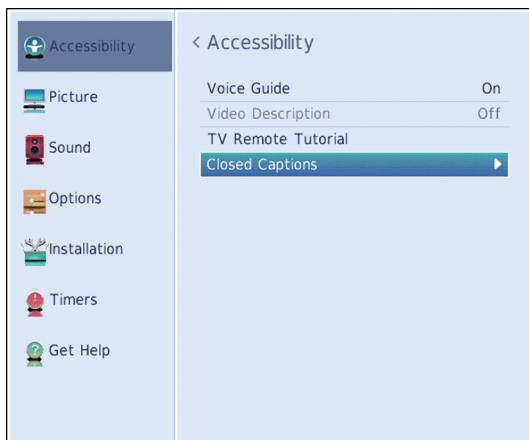 Accessibility
Picture
Sound
Options
Installation
Timers
Get Help
< Accessibility
Voice Guide On
Video Description Off
TV Remote Tutorial
Closed Captions